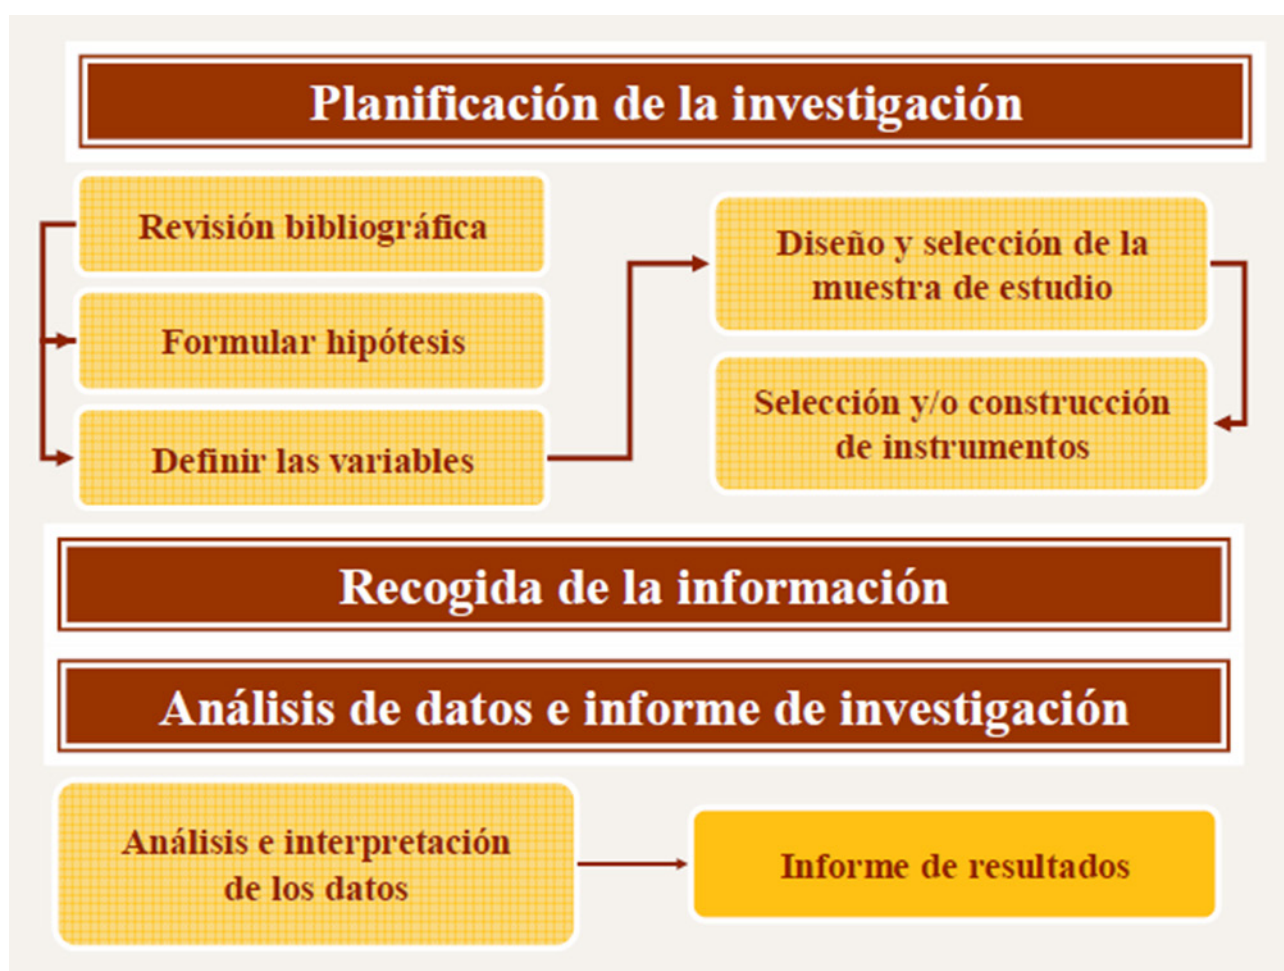 Planificación de la investigación
Revisión bibliográfica
Formular hipótesis
Definir las variables
Diseño y selección de la
muestra de estudio
Selección y/o construcción
de instrumentos
Recogida de la información
Análisis de datos e informe de investigación
Análisis e interpretación
de los datos
Informe de resultados